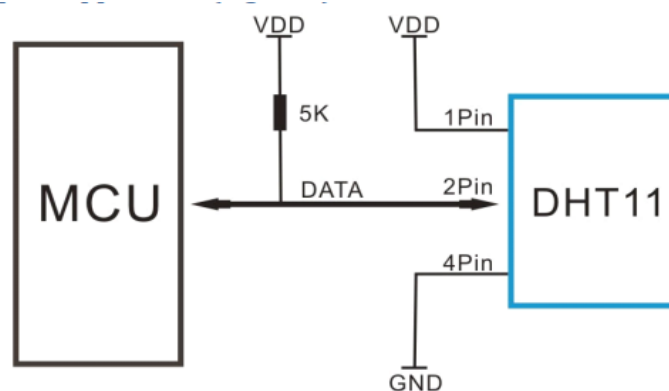 VDD
VDD
5K
1Pin
MCU
DATA
2Pin
DHT11
4Pin
GND